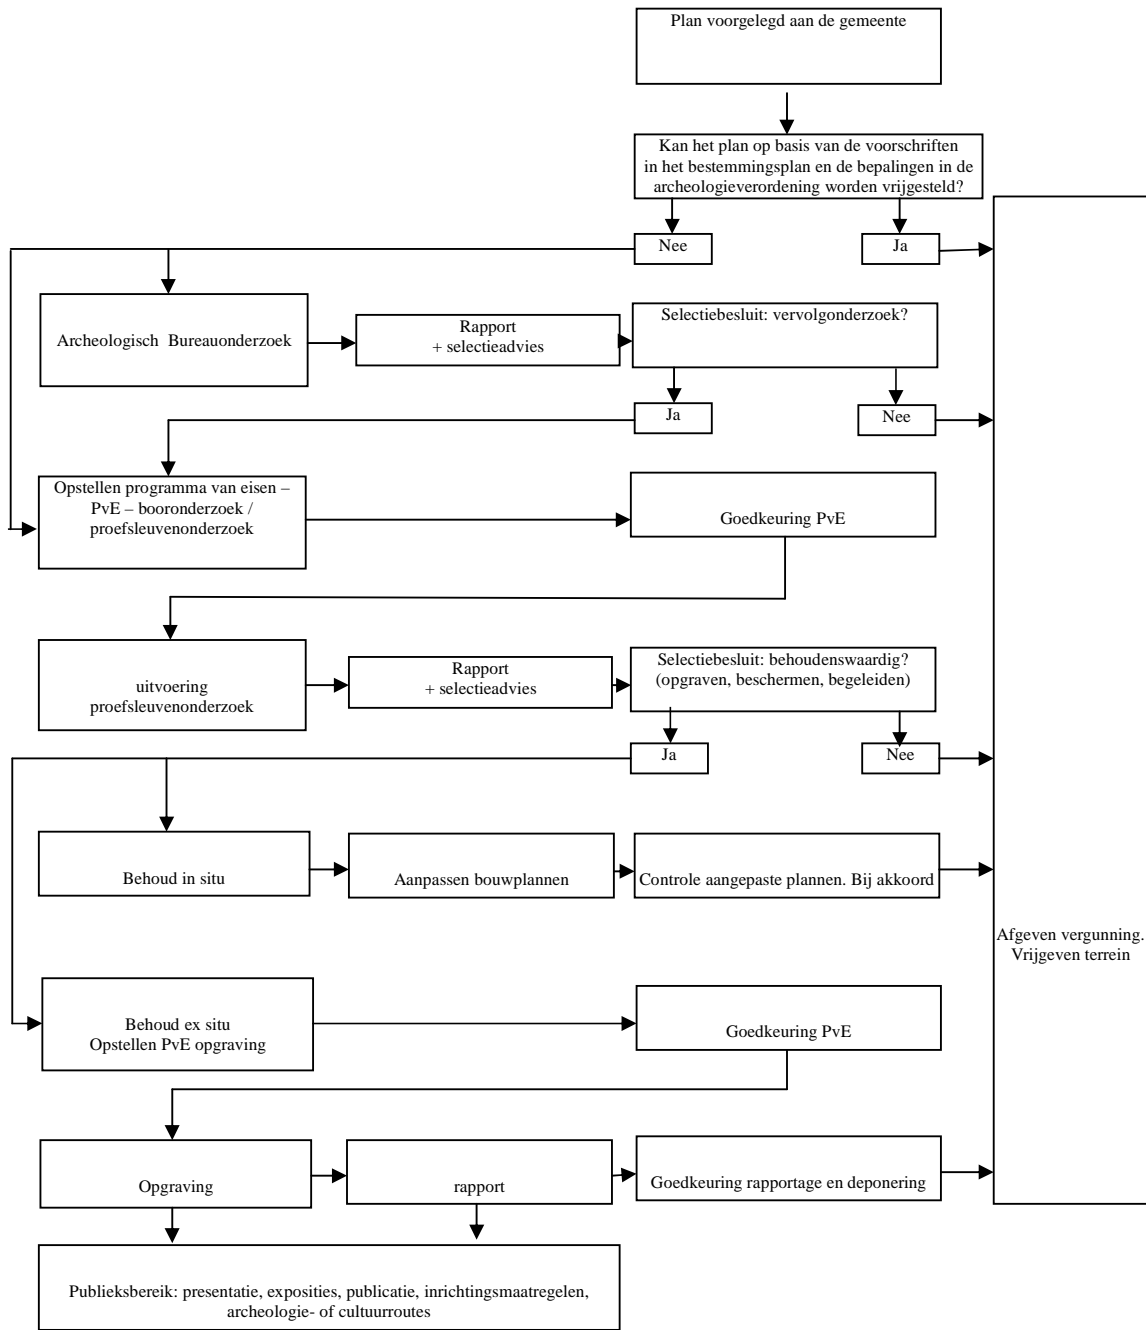 Plan voorgelegd aan de gemeente
Kan het plan op basis van de voorschriften
in het bestemmingsplan en de bepalingen in de
archeologieverordening worden vrijgesteld?
Nee
Ja
Archeologisch Bureauonderzoek
Rapport
+ selectieadvies
Selectiebesluit: vervolgonderzoek?
Ja
Nee
Opstellen programma van eisen –
PvE – booronderzoek /
proefsleuvenonderzoek
Goedkeuring PvE
uitvoering
proefsleuvenonderzoek
Rapport
+ selectieadvies
Selectiebesluit: behoudenswaardig?
(opgraven, beschermen, begeleiden)
Ja
Nee
Behoud in situ
Aanpassen bouwplannen
Controle aangepaste plannen. Bij akkoord
Afgeven vergunning.
Vrijgeven terrein
Behoud ex situ
Opstellen PvE opgraving
Goedkeuring PvE
Opgraving
rapport
Goedkeuring rapportage en deponering
Publieksbereik: presentatie, exposities, publicatie, inrichtingsmaatregelen,
archeologie- of cultuurroutes